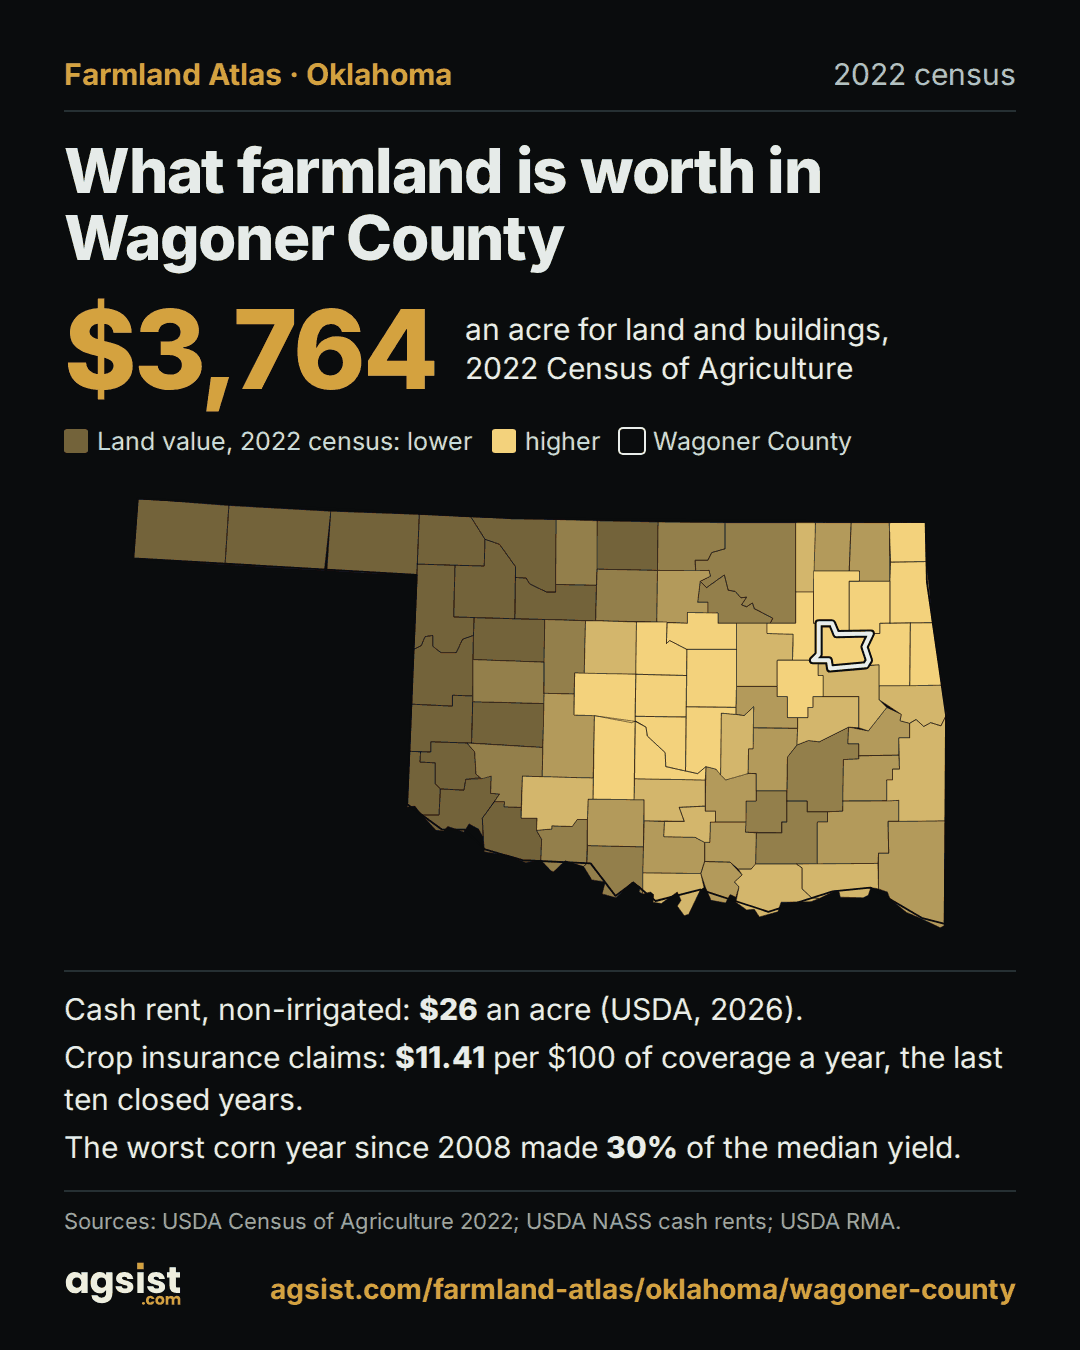 Farmland Atlas · Oklahoma
2022 census
What farmland is worth in
Wagoner County
$3,764
an acre for land and buildings,
2022 Census of Agriculture
Land value, 2022 census: lower
higher
Wagoner County
Cash rent, non-irrigated: $26 an acre (USDA, 2026).
Crop insurance claims: $11.41 per $100 of coverage a year, the last
ten closed years.
The worst corn year since 2008 made 30% of the median yield.
Sources: USDA Census of Agriculture 2022; USDA NASS cash rents; USDA RMA.
agsist
.com
agsist.com/farmland-atlas/oklahoma/wagoner-county